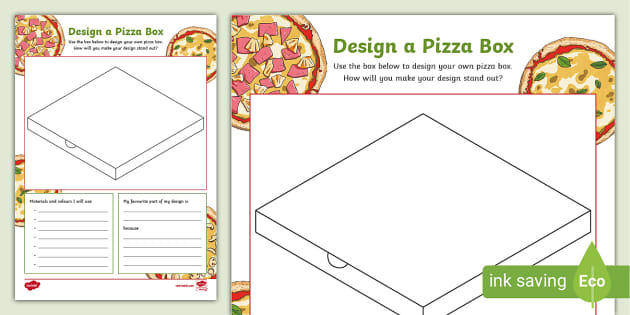 Design a Pizza Box
Use the box below to design your own pizza box.
How will you make your design stand out?
Materials and colours I will use
My favourite part of my design is
because
Design a Pizza Box
Use the box below to design your own pizza box.
How will you make your design stand out?
ink saving
Eco